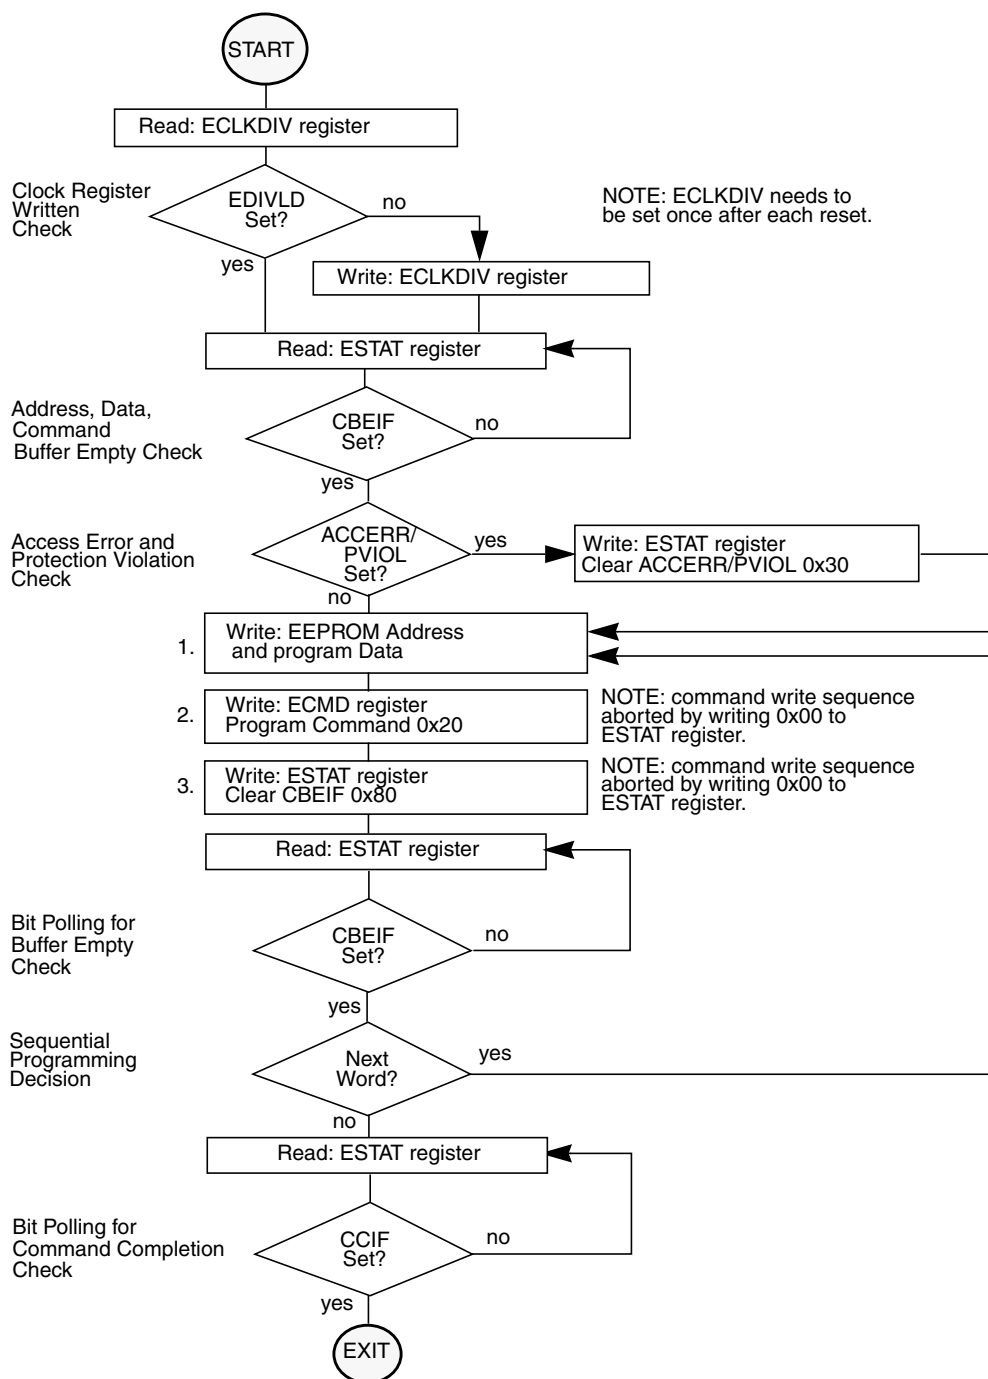 START
Read: ECLKDIV register
Clock Register
Written
Check
EDIVLD
Set?
no
yes
NOTE: ECLKDIV needs to
be set once after each reset.
Write: ECLKDIV register
Read: ESTAT register
Address, Data,
Command
Buffer Empty Check
CBEIF
Set?
no
yes
Access Error and
Protection Violation
Check
ACCERR/
PVIOL
Set?
yes
no
Write: ESTAT register
Clear ACCERR/PVIOL 0x30
1.
Write: EEPROM Address
and program Data
2.
Write: ECMD register
Program Command 0x20
NOTE: command write sequence
aborted by writing 0x00 to
ESTAT register.
3.
Write: ESTAT register
Clear CBEIF 0x80
NOTE: command write sequence
aborted by writing 0x00 to
ESTAT register.
Read: ESTAT register
Bit Polling for
Buffer Empty
Check
CBEIF
Set?
no
yes
Sequential
Programming
Decision
Next
Word?
yes
no
Read: ESTAT register
Bit Polling for
Command Completion
Check
CCIF
Set?
no
yes
EXIT